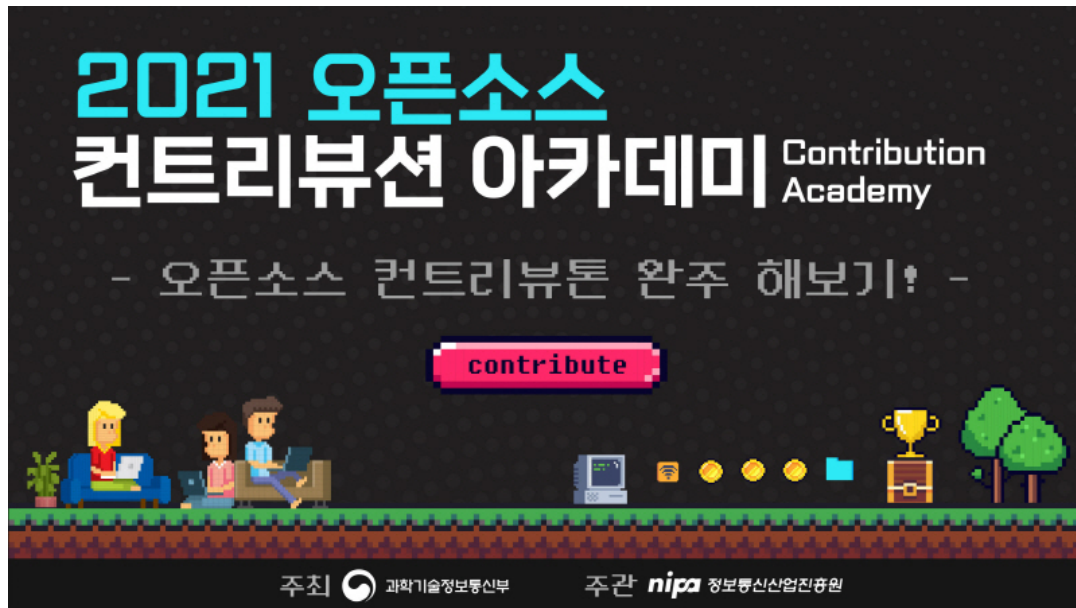 2021 오픈소스
컨트리뷰션 아카데미
Contribution
Academy
- 오픈소스 컨트리뷰톤 완주 해보기! -
contribute
주최 과학기술정보통신부 주관 nipa 정보통신산업진흥원